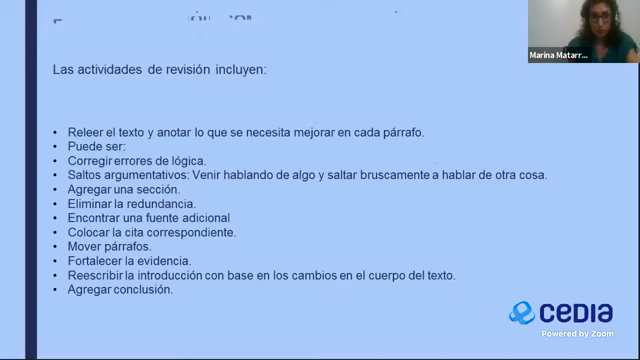 Marina Matarr...
Las actividades de revisión incluyen:
• Releer el texto y anotar lo que se necesita mejorar en cada párrafo.
• Puede ser:
• Corregir errores de lógica.
• Saltos argumentativos: Venir hablando de algo y saltar bruscamente a hablar de otra cosa.
• Agregar una sección.
• Eliminar la redundancia.
• Encontrar una fuente adicional
• Colocar la cita correspondiente.
• Mover párrafos.
• Fortalecer la evidencia.
• Reescribir la introducción con base en los cambios en el cuerpo del texto.
• Agregar conclusión.
CEDIA
Powered by Zoom